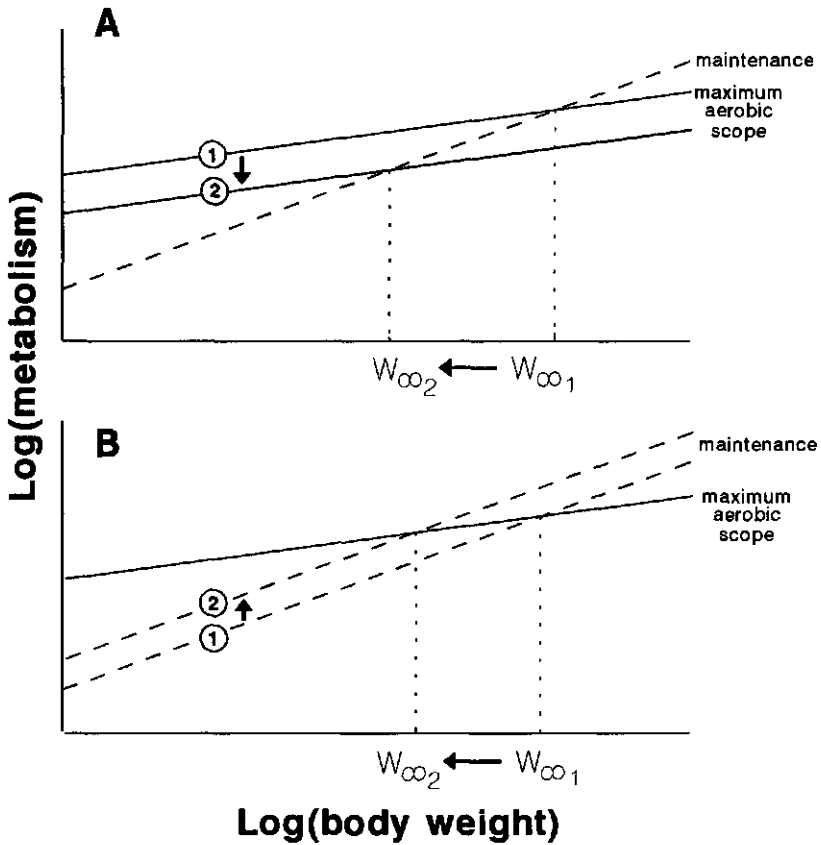 A
maintenance
maximum
aerobic
scope
1
2
W∞2 W∞1
Log(metabolism)
B
maintenance
maximum
aerobic
scope
2
1
W∞2 W∞1
Log(body weight)